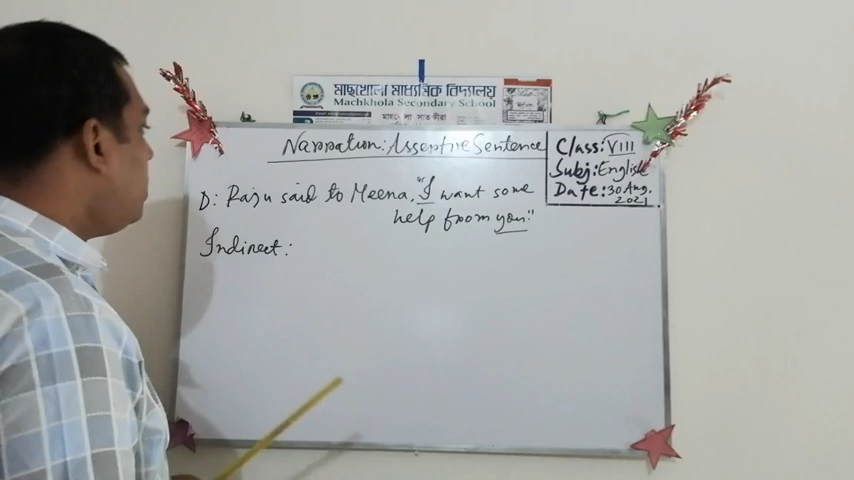 মাছখোলা মাধ্যমিক বিদ্যালয়
Machkhola Secondary School
Narration: Assertive Sentence
Class: VIII
Subj: English
Date: 30 Aug. 2021
D: Raju said to Meena, "I want some
help from you."
Indirect: